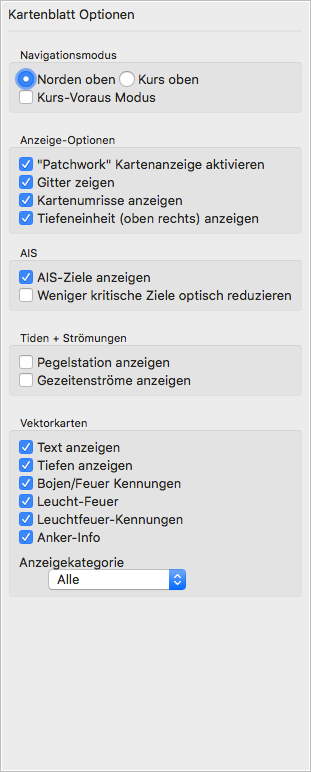 Kartenblatt Optionen
Navigationsmodus
Norden oben Kurs oben
Kurs-Voraus Modus
Anzeige-Optionen
"Patchwork" Kartenanzeige aktivieren
Gitter zeigen
Kartenumrisse anzeigen
Tiefeneinheit (oben rechts) anzeigen
AIS
AIS-Ziele anzeigen
Weniger kritische Ziele optisch reduzieren
Tiden + Strömungen
Pegelstation anzeigen
Gezeitenströme anzeigen
Vektorkarten
Text anzeigen
Tiefen anzeigen
Bojen/Feuer Kennungen
Leucht-Feuer
Leuchtfeuer-Kennungen
Anker-Info
Anzeigekategorie
Alle